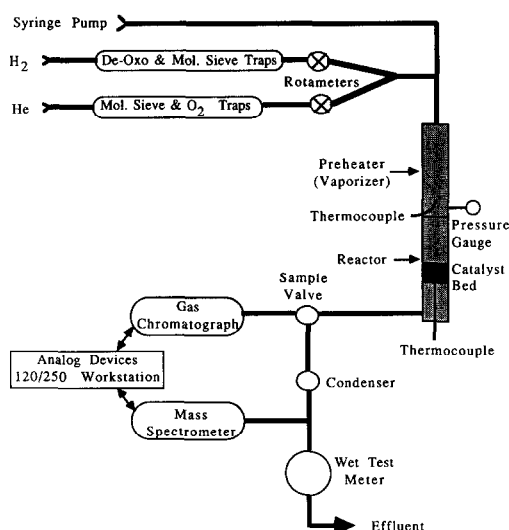 Syringe Pump
H2
De-Oxo & Mol. Sieve Traps
Rotameters
He
Mol. Sieve & O2 Traps
Preheater
(Vaporizer)
Thermocouple
Pressure
Gauge
Reactor
Catalyst
Bed
Sample
Valve
Gas
Chromatograph
Thermocouple
Analog Devices
120/250 Workstation
Condenser
Mass
Spectrometer
Wet Test
Meter
Effluent